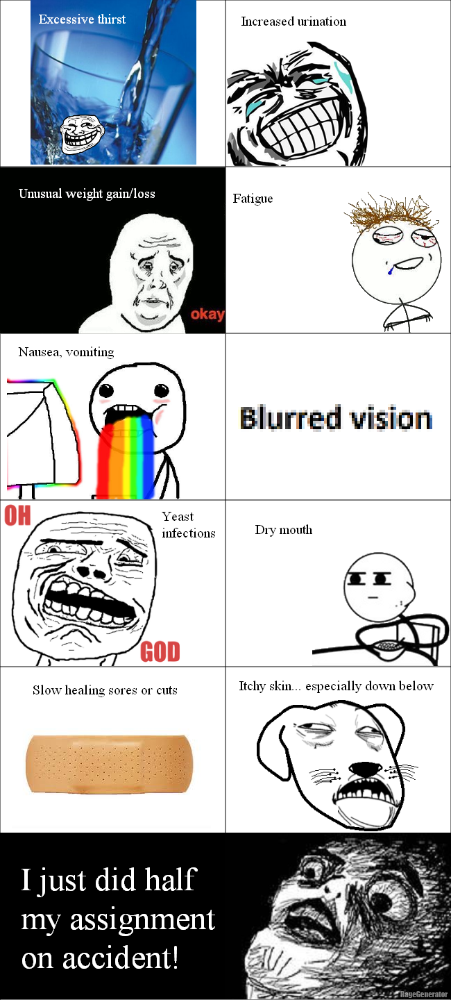 Excessive thirst
Increased urination
Unusual weight gain/loss
okay
Fatigue
Nausea, vomiting
Blurred vision
OH
Yeast
infections
GOD
Dry mouth
Slow healing sores or cuts
Itchy skin... especially down below
I just did half
my assignment
on accident!
RageGenerator